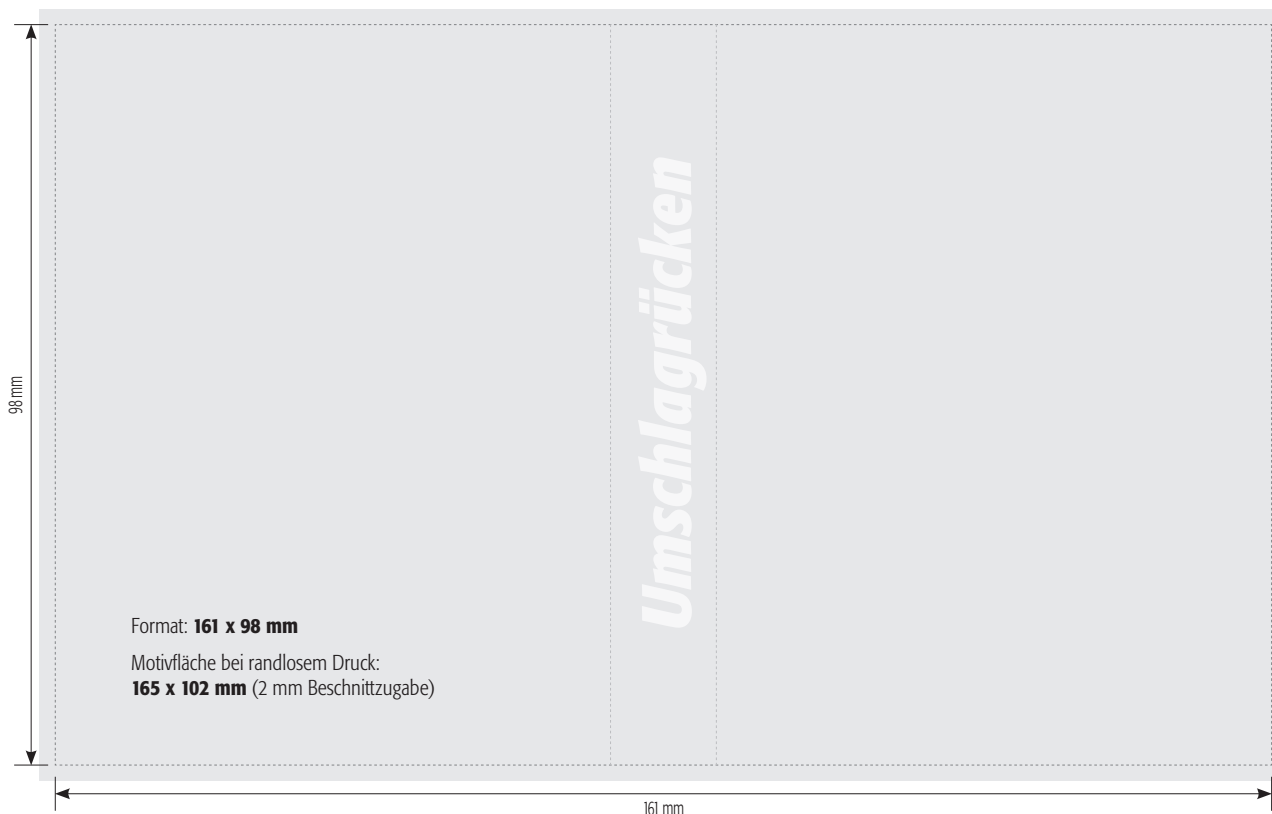 98 mm
Umschlagrücken
Format: 161 x 98 mm
Motivfläche bei randlosem Druck:
165 x 102 mm (2 mm Beschnittzugabe)
161 mm